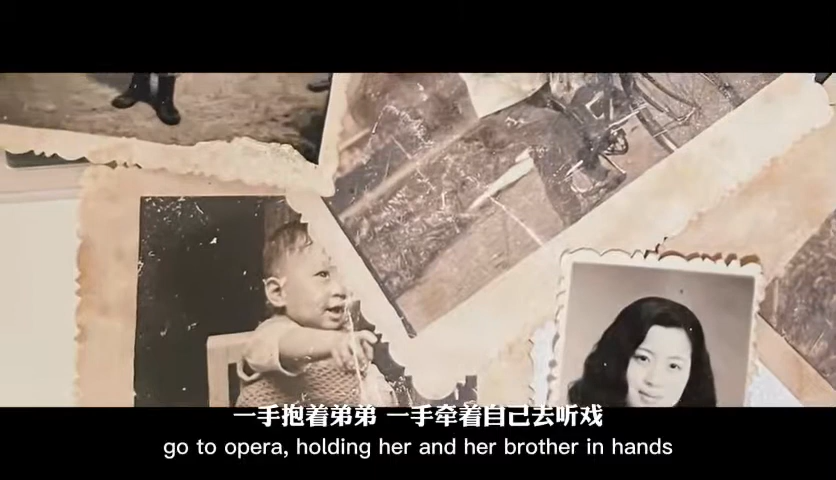 一手抱着弟弟 一手牵着自己去听戏
go to opera, holding her and her brother in hands